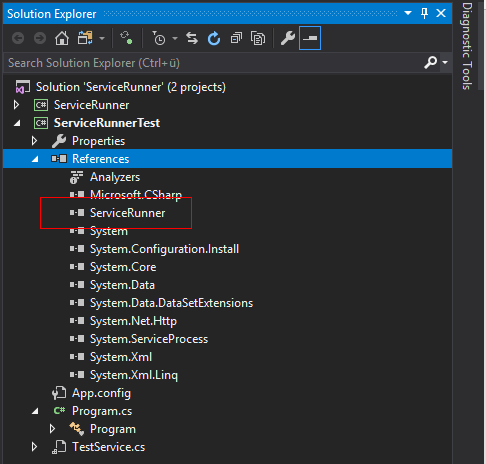 Solution Explorer
Search Solution Explorer (Ctrl+ü)
Solution 'ServiceRunner' (2 projects)
C# ServiceRunner
C# ServiceRunnerTest
Properties
References
Analyzers
Microsoft.CSharp
ServiceRunner
System
System.Configuration.Install
System.Core
System.Data
System.Data.DataSetExtensions
System.Net.Http
System.ServiceProcess
System.Xml
System.Xml.Linq
App.config
C# Program.cs
Program
C# TestService.cs
Diagnostic Tools